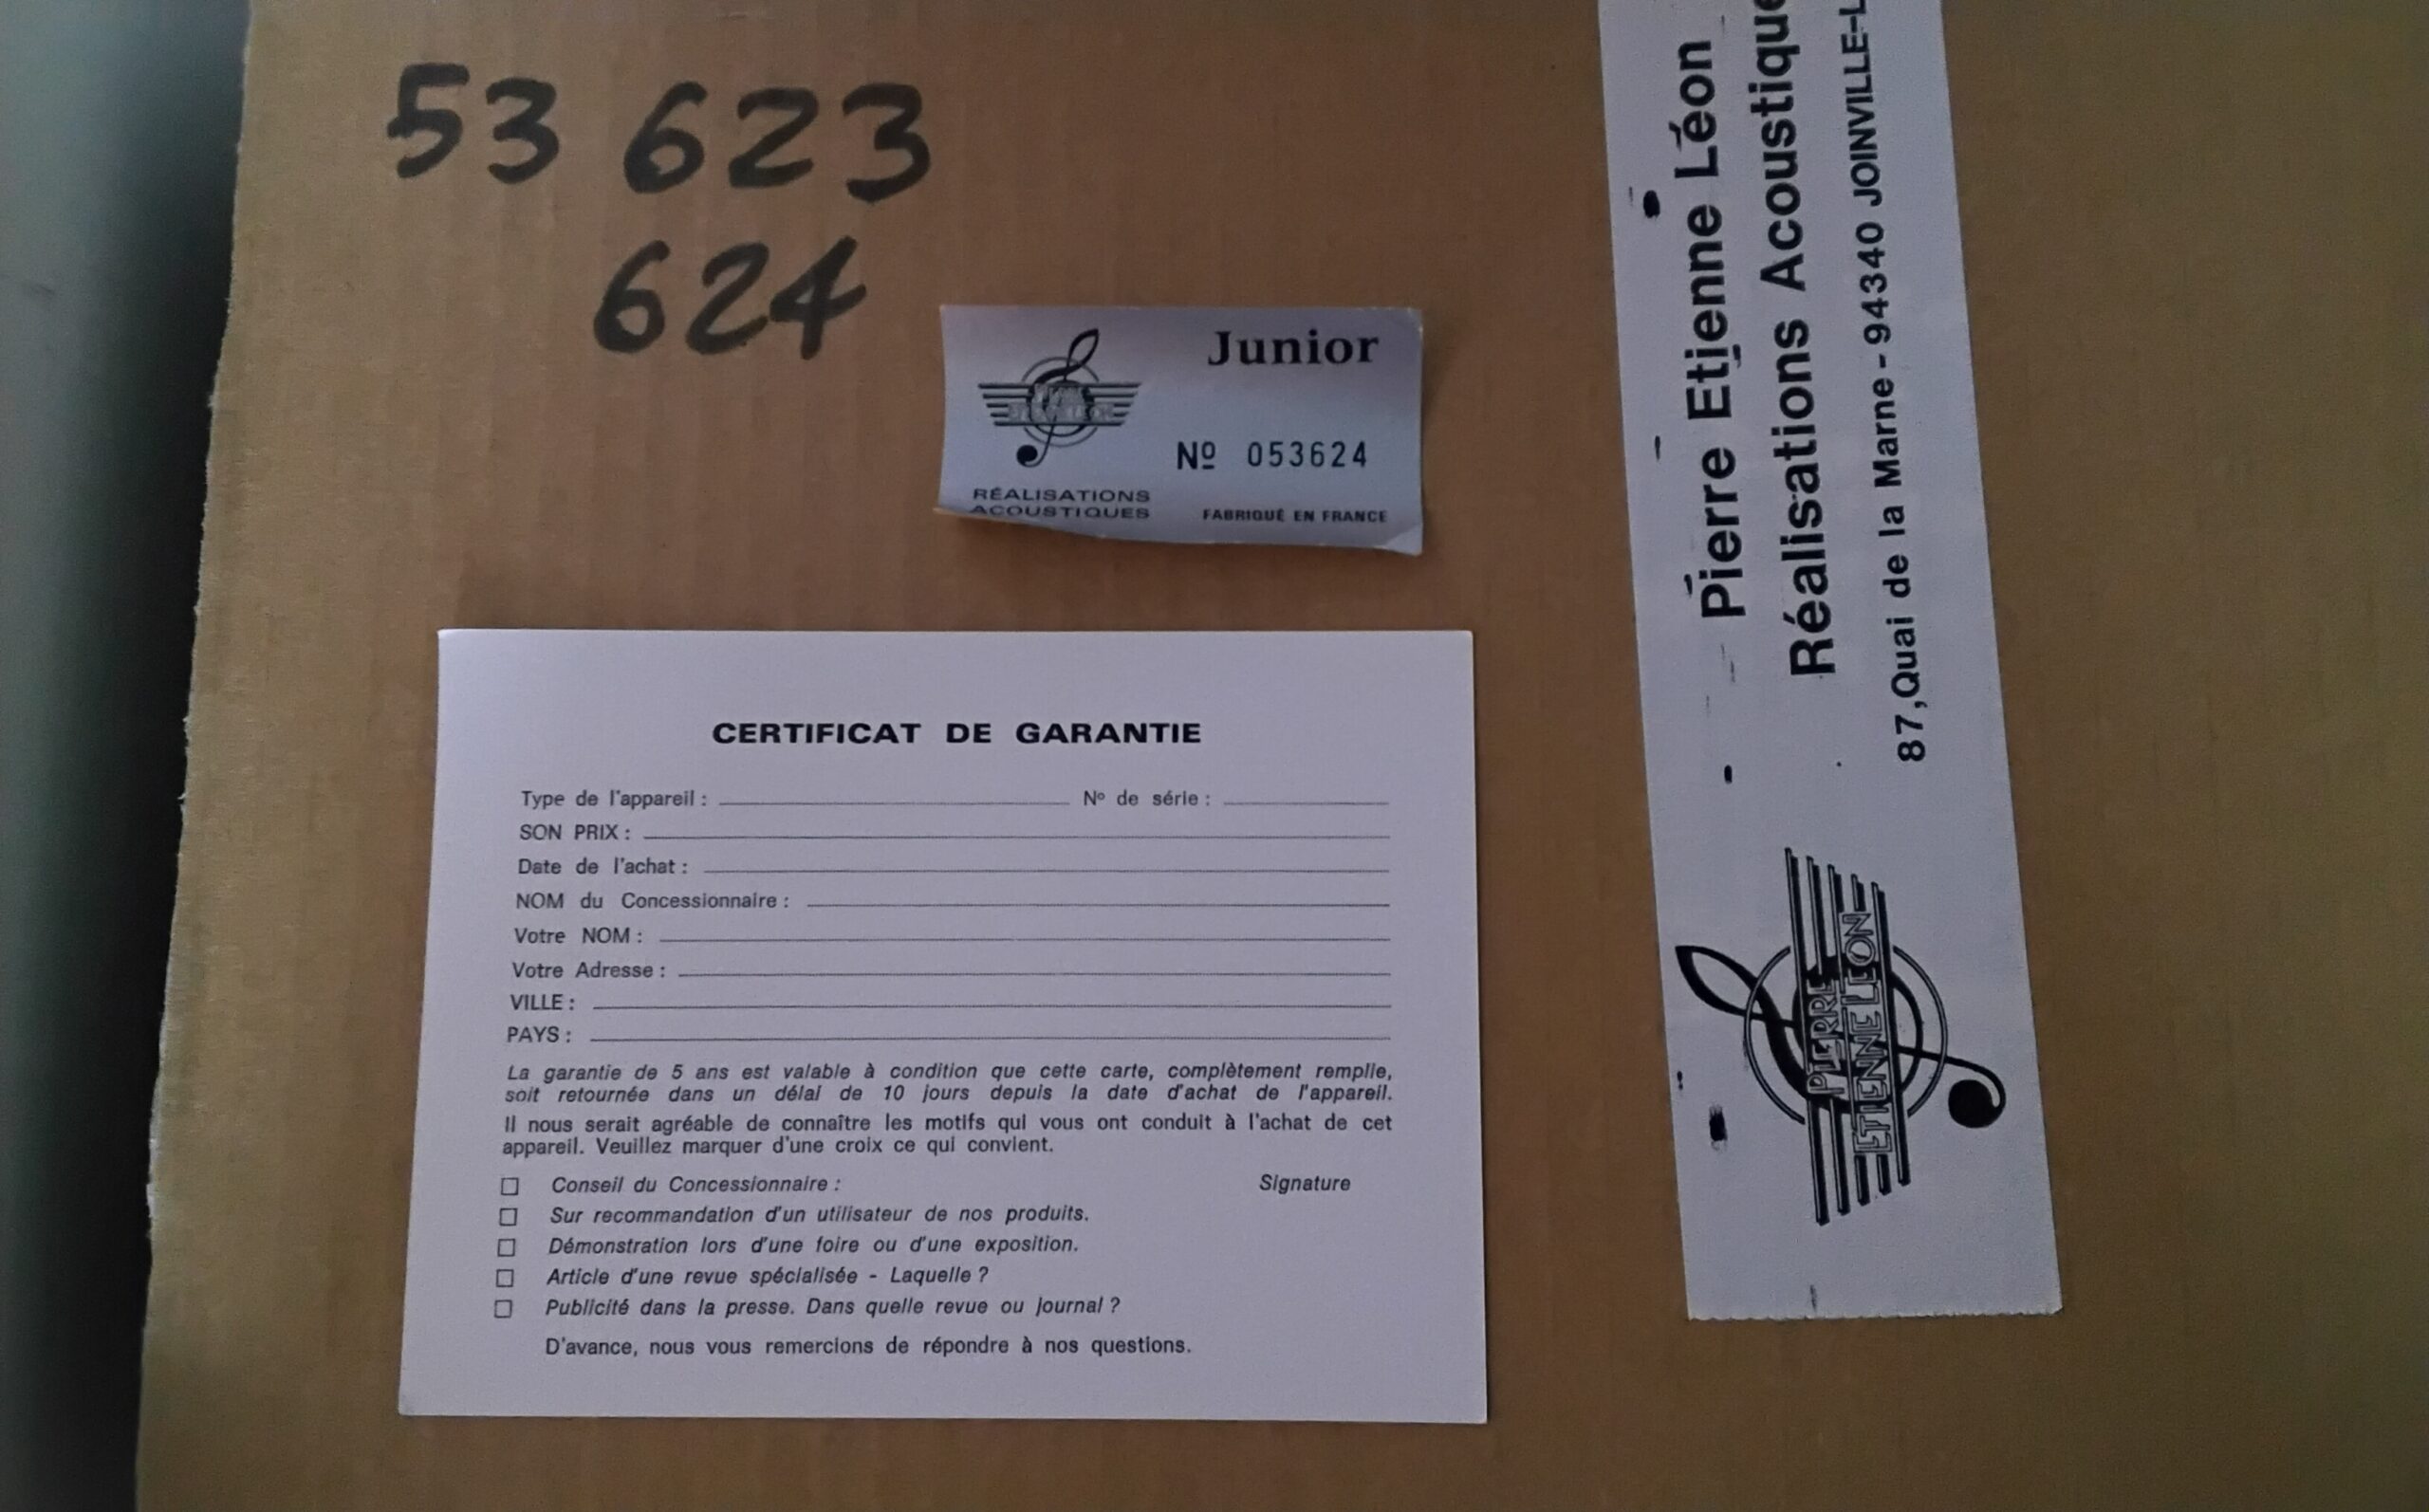 53 623
624
Junior
Nº 053624
RÉALISATIONS
ACOUSTIQUES
FABRIQUÉ EN FRANCE
CERTIFICAT DE GARANTIE
Type de l'appareil : Nº de série :
SON PRIX :
Date de l'achat :
NOM du Concessionnaire :
Votre NOM :
Votre Adresse :
VILLE :
PAYS :
La garantie de 5 ans est valable à condition que cette carte, complètement remplie,
soit retournée dans un délai de 10 jours depuis la date d'achat de l'appareil.
Il nous serait agréable de connaître les motifs qui vous ont conduit à l'achat de cet
appareil. Veuillez marquer d'une croix ce qui convient.
Conseil du Concessionnaire : Signature
Sur recommandation d'un utilisateur de nos produits.
Démonstration lors d'une foire ou d'une exposition.
Article d'une revue spécialisée - Laquelle ?
Publicité dans la presse. Dans quelle revue ou journal ?
D'avance, nous vous remercions de répondre à nos questions.
Pierre Etienne Léon
Réalisations Acoustique
87,Quai de la Marne - 94340 JOINVILLE-L
PIERRE
ETIENNE LEON